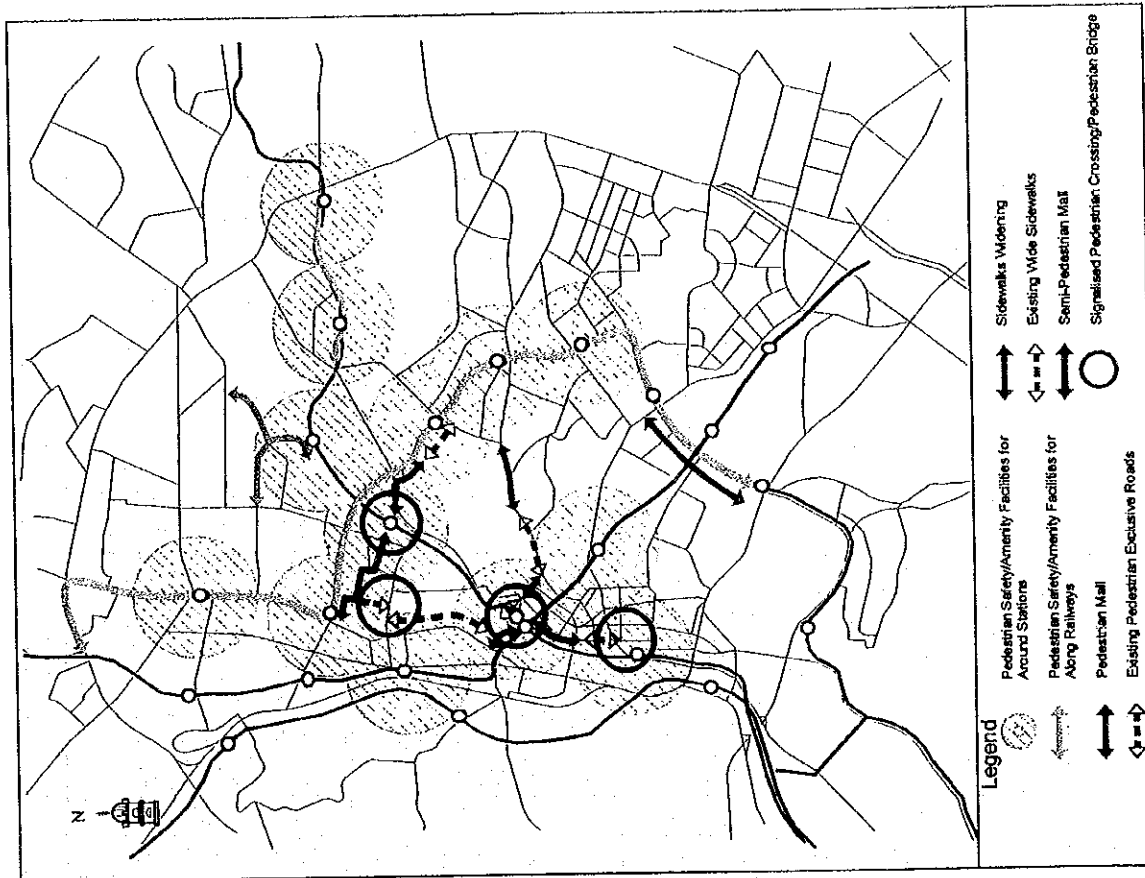 N
Legend
Pedestrian Safety/Amenity Facilities for
Around Stations
Pedestrian Safety/Amenity Facilities for
Along Railways
Pedestrian Mall
Existing Pedestrian Exclusive Roads
Sidewalks Widening
Existing Wide Sidewalks
Semi-Pedestrian Mall
Signalised Pedestrian Crossing/Pedestrian Bridge